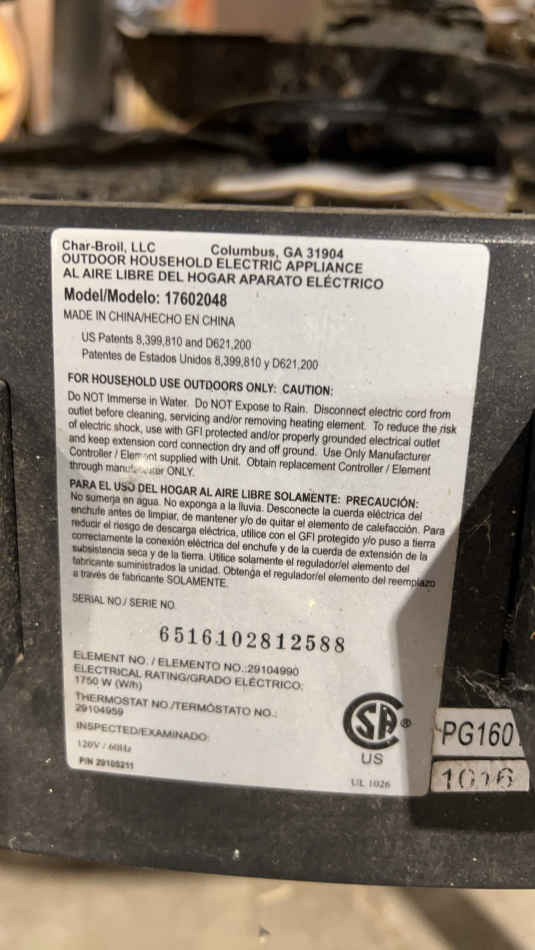 Char-Broil, LLC Columbus, GA 31904
OUTDOOR HOUSEHOLD ELECTRIC APPLIANCE
AL AIRE LIBRE DEL HOGAR APARATO ELÉCTRICO
Model/Modelo: 17602048
MADE IN CHINA/HECHO EN CHINA
US Patents 8,399,810 and D621,200
Patentes de Estados Unidos 8,399,810 y D621,200
FOR HOUSEHOLD USE OUTDOORS ONLY: CAUTION:
Do NOT Immerse in Water. Do NOT Expose to Rain. Disconnect electric cord from
outlet before cleaning, servicing and/or removing heating element. To reduce the risk
of electric shock, use with GFI protected and/or properly grounded electrical outlet
and keep extension cord connection dry and off ground. Use Only Manufacturer
Controller / Element supplied with Unit. Obtain replacement Controller / Element
through manufacturer ONLY.
PARA EL USO DEL HOGAR AL AIRE LIBRE SOLAMENTE: PRECAUCIÓN:
No sumerja en agua. No exponga a la lluvia. Desconecte la cuerda eléctrica del
enchufe antes de limpiar, de mantener y/o de quitar el elemento de calefacción. Para
reducir el riesgo de descarga eléctrica, utilice con el GFI protegido y/o puso a tierra
correctamente la conexión eléctrica del enchufe y de la cuerda de extensión de la
subsistencia seca y de la tierra. Utilice solamente el regulador/el elemento del
fabricante suministrados la unidad. Obtenga el regulador/el elemento del reemplazo
a través de fabricante SOLAMENTE.
SERIAL NO / SERIE NO.
6516102812588
ELEMENT NO. / ELEMENTO NO.:29104990
ELECTRICAL RATING/GRADO ELÉCTRICO:
1750 W (W/h)
THERMOSTAT NO./TERMÓSTATO NO.:
29104959
INSPECTED/EXAMINADO:
120V / 60Hz
P/N 29105211
SA ®
US
UL 1026
PG160
1016